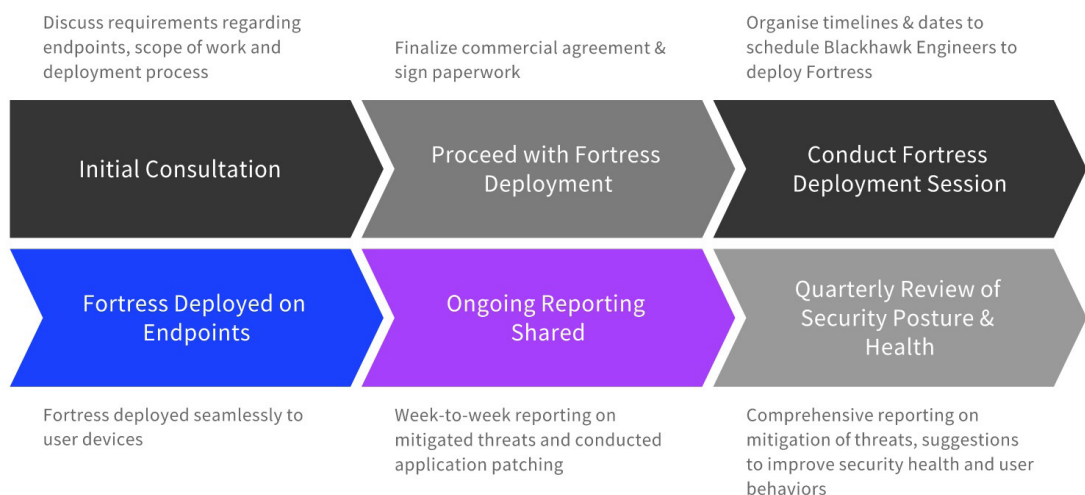 Discuss requirements regarding
endpoints, scope of work and
deployment process
Finalize commercial agreement &
sign paperwork
Organise timelines & dates to
schedule Blackhawk Engineers to
deploy Fortress
Initial Consultation
Proceed with Fortress
Deployment
Conduct Fortress
Deployment Session
Fortress Deployed on
Endpoints
Ongoing Reporting
Shared
Quarterly Review of
Security Posture &
Health
Fortress deployed seamlessly to
user devices
Week-to-week reporting on
mitigated threats and conducted
application patching
Comprehensive reporting on
mitigation of threats, suggestions
to improve security health and user
behaviors